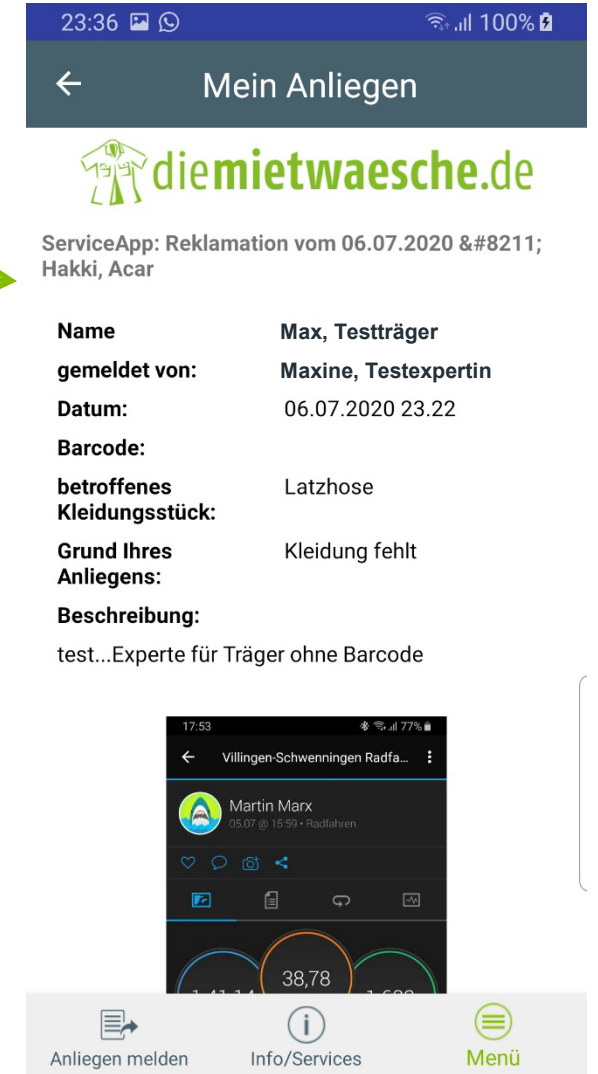 23:36 100%
Mein Anliegen
diemietwaesche.de
ServiceApp: Reklamation vom 06.07.2020 &#8211;
Hakki, Acar
Name Max, Testträger
gemeldet von: Maxine, Testexpertin
Datum: 06.07.2020 23.22
Barcode:
betroffenes Latzhose
Kleidungsstück:
Grund Ihres Kleidung fehlt
Anliegens:
Beschreibung:
test...Experte für Träger ohne Barcode
17:53 77%
Villingen-Schwenningen Radfa...
Martin Marx
05.07 @ 15:59 • Radfahren
38,78
Anliegen melden Info/Services Menü